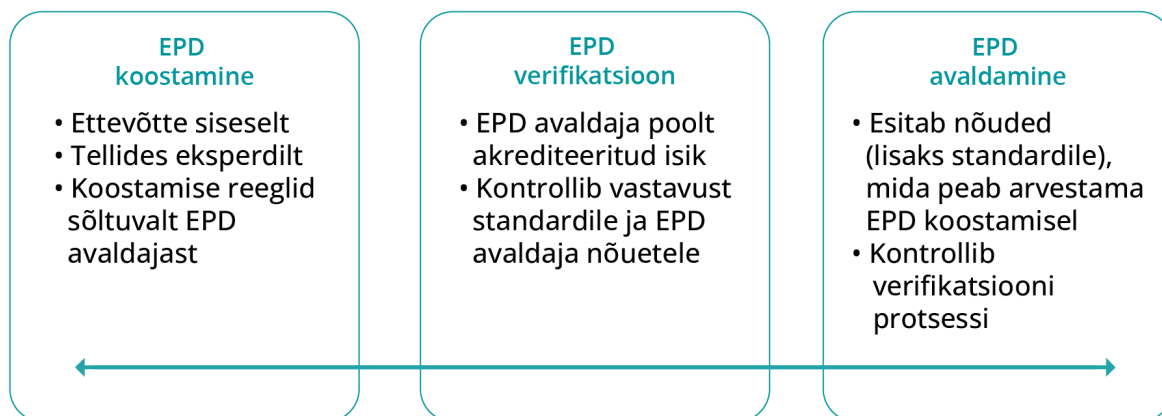 EPD
koostamine
• Ettevõtte siseselt
• Tellides eksperdilt
• Koostamise reeglid
sõltuvalt EPD
avaldajast
EPD
verifikatsioon
• EPD avaldaja poolt
akrediteeritud isik
• Kontrollib vastavust
standardile ja EPD
avaldaja nõuetele
EPD
avaldamine
• Esitab nõuded
(lisaks standardile),
mida peab arvestama
EPD koostamisel
• Kontrollib
verifikatsiooni
protsessi